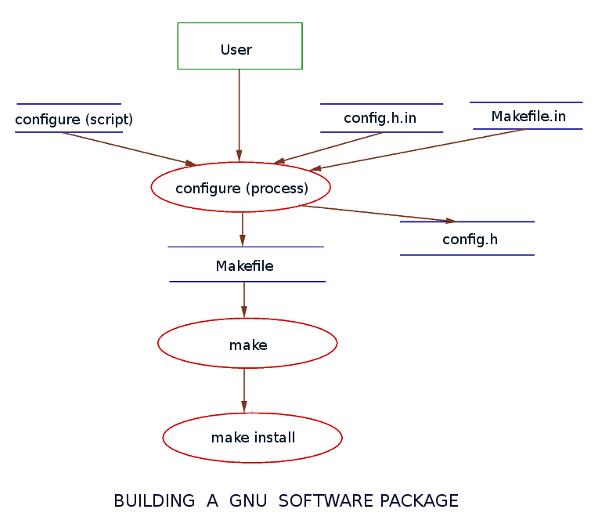 User
configure (script)
config.h.in
Makefile.in
configure (process)
config.h
Makefile
make
make install
BUILDING A GNU SOFTWARE PACKAGE